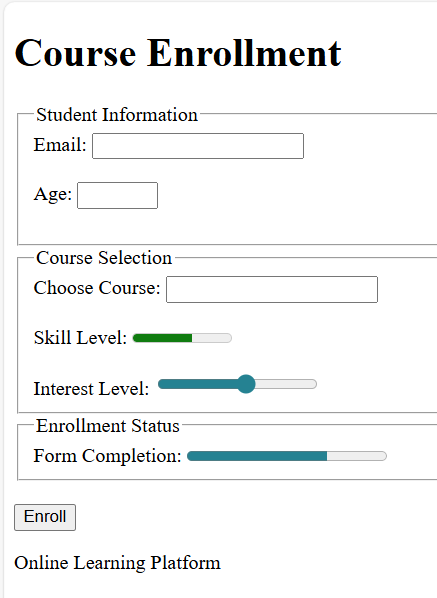 Course Enrollment
Student Information
Email:
Age:
Course Selection
Choose Course:
Skill Level:
Interest Level:
Enrollment Status
Form Completion:
Enroll
Online Learning Platform